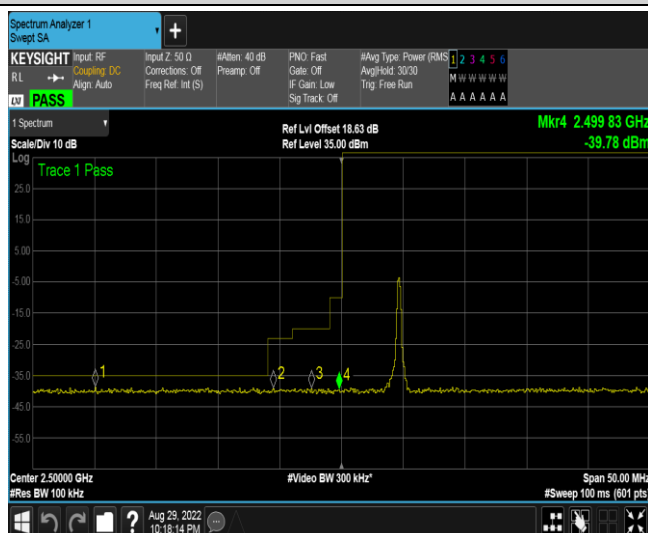 Spectrum Analyzer 1
Swept SA
+
KEYSIGHT
RL
LXI PASS
Input: RF
Coupling: DC
Align: Auto
Input Z: 50 Ω
Corrections: Off
Freq Ref: Int (S)
#Atten: 40 dB
Preamp: Off
PNO: Fast
Gate: Off
IF Gain: Low
Sig Track: Off
#Avg Type: Power (RMS
Avg|Hold: 30/30
Trig: Free Run
1 2 3 4 5 6
M W W W W W
A A A A A A
1 Spectrum
Scale/Div 10 dB
Ref Lvl Offset 18.63 dB
Ref Level 35.00 dBm
Mkr4 2.499 83 GHz
-39.78 dBm
Log
Trace 1 Pass
25.0
15.0
5.00
-5.00
-15.0
-25.0
-35.0
-45.0
-55.0
1
2
3
4
Center 2.50000 GHz
#Res BW 100 kHz
#Video BW 300 kHz*
Span 50.00 MHz
#Sweep 100 ms (601 pts)
?
Aug 29, 2022
10:18:14 PM